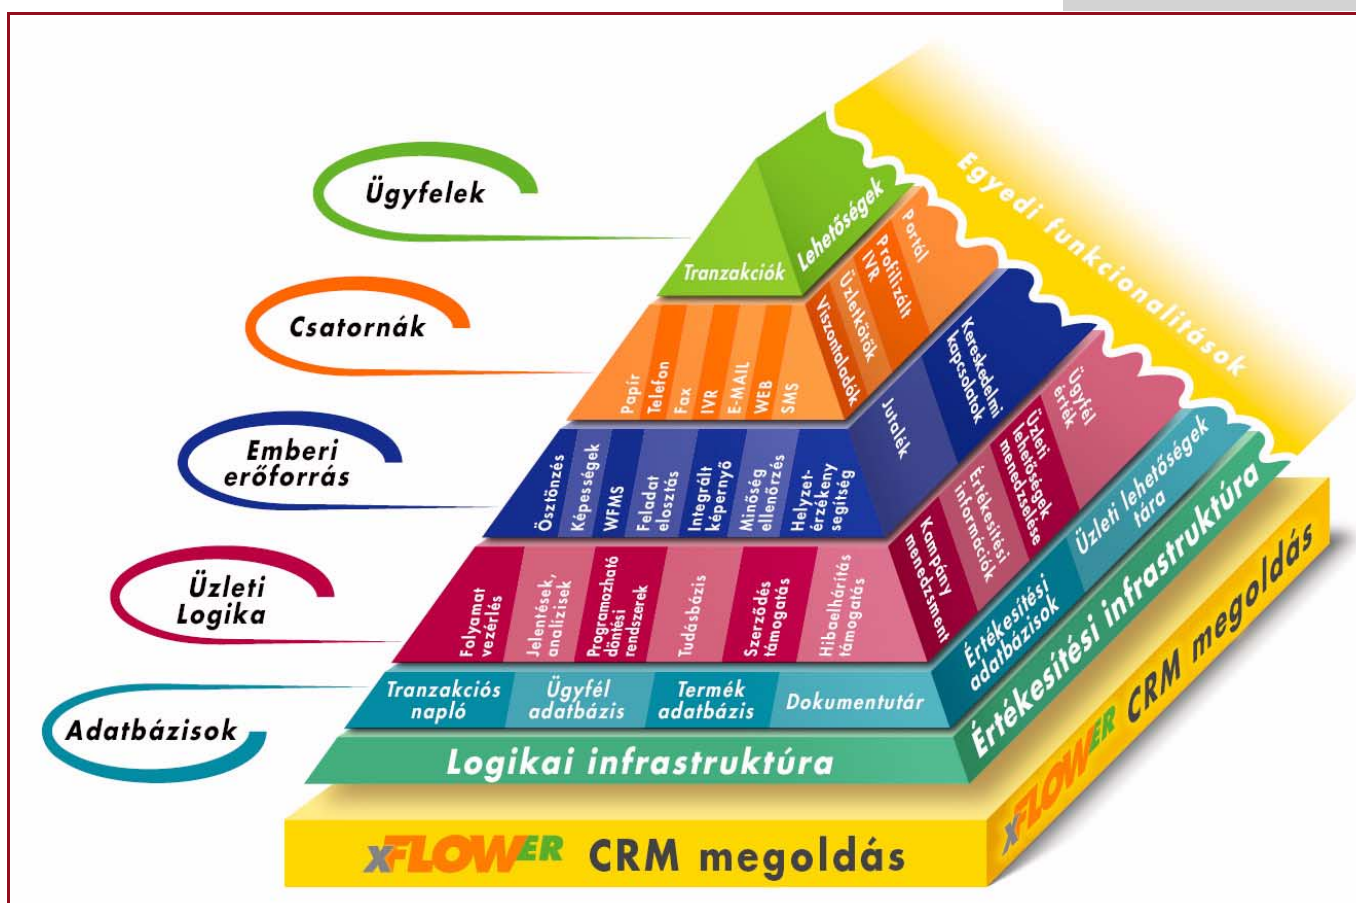 Egyedi funkcionalitások
Ügyfelek
Tranzakciók
Lehetőségek
Csatornák
Papír
Telefon
Fax
IVR
E-MAIL
WEB
SMS
Viszonteladók
Üzletkötők
Profilizált
IVR
Portál
Emberi
erőforrás
Ösztönzés
Képességek
WFMS
Feladat
elosztás
Integrált
képernyő
Minőség
ellenőrzés
Helyzet-
érzékeny
segítség
Jutalék
Kereskedelmi
kapcsolatok
Üzleti
Logika
Folyamat
vezérlés
Jelentések,
analízisek
Programozható
döntési
rendszerek
Tudásbázis
Szerződés
támogatás
Hibaelhárítás
támogatás
Kampány
menedzsment
Értékesítési
információk
Üzleti
lehetőségek
menedzselése
Ügyfél
érték
Adatbázisok
Tranzakciós
napló
Ügyfél
adatbázis
Termék
adatbázis
Dokumentutár
Értékesítési
adatbázisok
Üzleti lehetőségek
tára
Logikai infrastruktúra
Értékesítési infrastruktúra
xFLOWER CRM megoldás
xFLOWER CRM megoldás